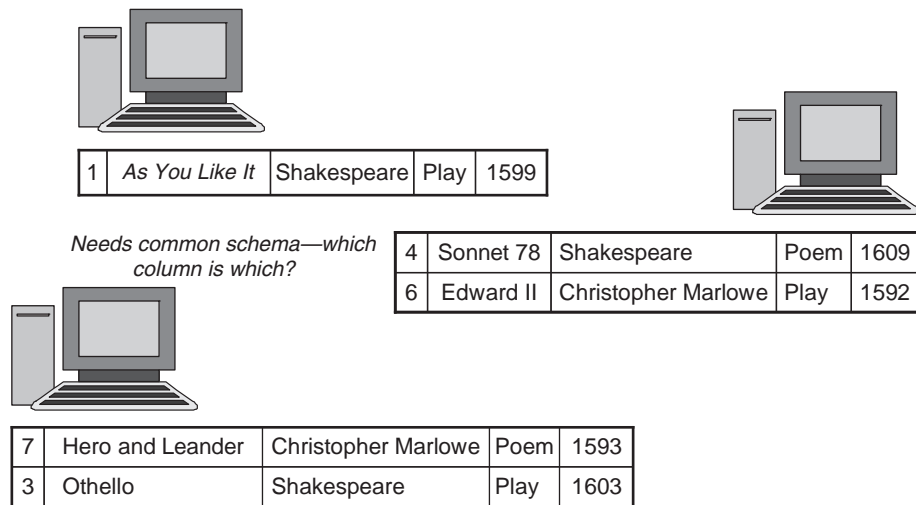 1 As You Like It Shakespeare Play 1599
Needs common schema—which
column is which?
4 Sonnet 78 Shakespeare Poem 1609
6 Edward II Christopher Marlowe Play 1592
7 Hero and Leander Christopher Marlowe Poem 1593
3 Othello Shakespeare Play 1603